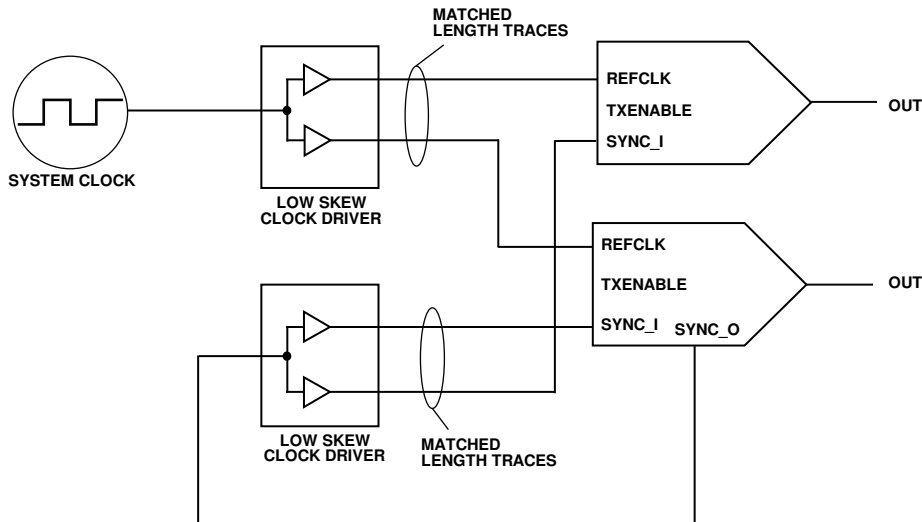 MATCHED
LENGTH TRACES
SYSTEM CLOCK
LOW SKEW
CLOCK DRIVER
REFCLK
TXENABLE
SYNC_I
OUT
REFCLK
TXENABLE
SYNC_I
SYNC_O
OUT
LOW SKEW
CLOCK DRIVER
MATCHED
LENGTH TRACES